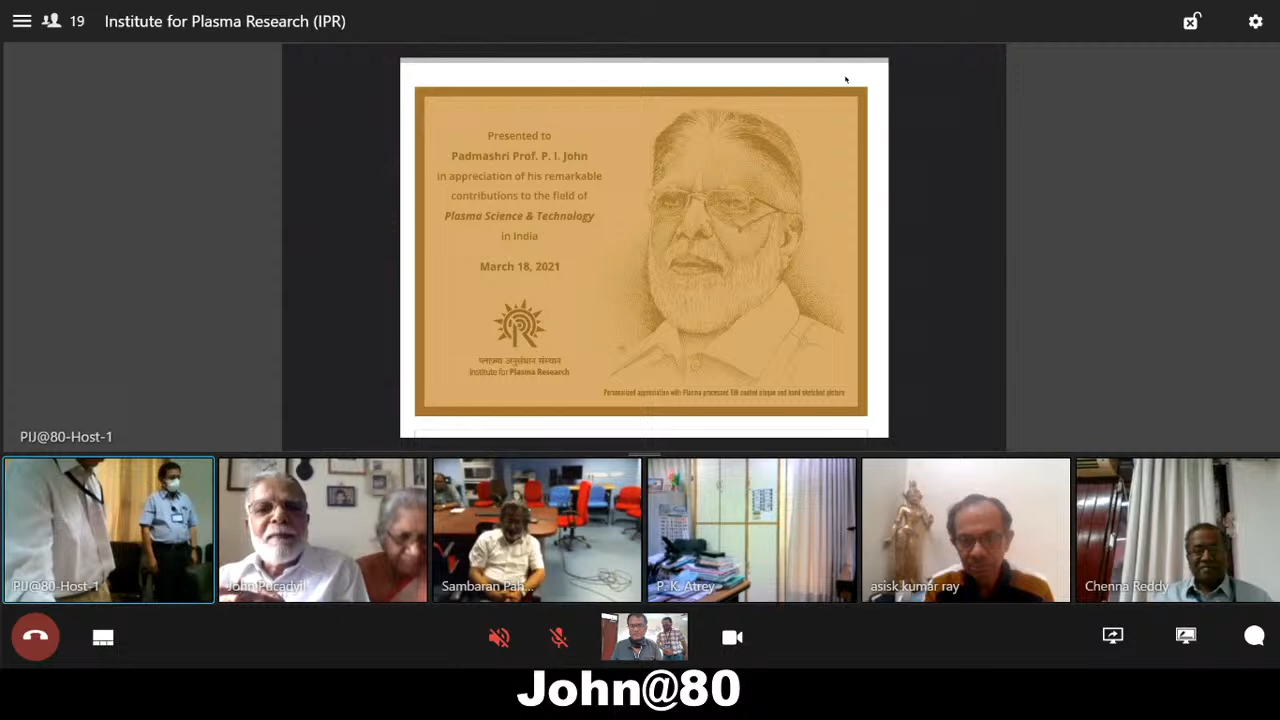 19 Institute for Plasma Research (IPR)
Presented to
Padmashri Prof. P. I. John
in appreciation of his remarkable
contributions to the field of
Plasma Science & Technology
in India
March 18, 2021
प्लाज़्मा अनुसंधान संस्थान
Institute for Plasma Research
Personalized appreciation with Plasma processed TiN coated plaque and hand sketched picture
PIJ@80-Host-1
PIJ@80-Host-1
John Pucadyil
Sambaran Pah...
P. K. Atrey
asisk kumar ray
Chenna Reddy
John@80